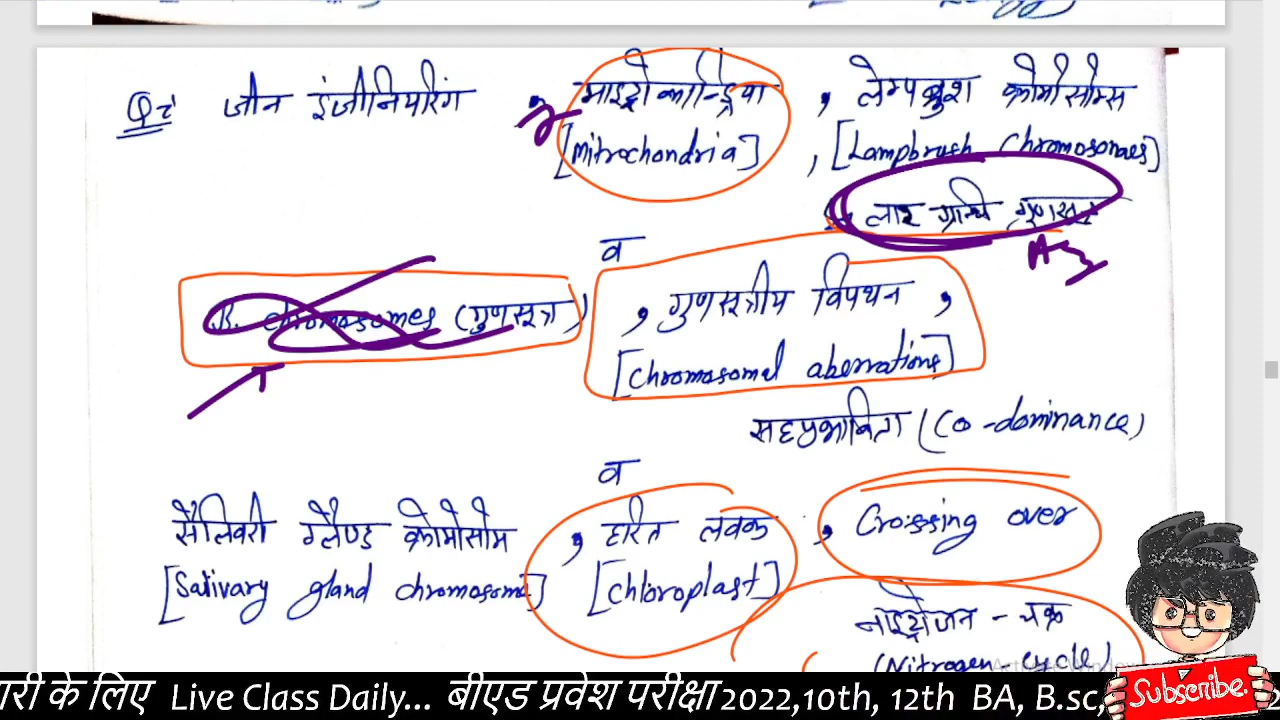 जीन इंजीनियरिंग , माइट्रोकान्ड्रिया , लेम्पब्रुश क्रोमोसोम्स
[Mitrochondria] , [Lampbrush Chromosomes]
लार ग्रन्थि गुणसूत्र
व
B. chromosomes (गुणसूत्र) , गुणसूत्रीय विपथन ,
[Chromosomal aberrations]
सहप्रभाविता (Co-dominance)
व
सैलिवरी ग्लैण्ड क्रोमोसोम , हरित लवक , Crossing over
[Salivary gland chromosome] [Chloroplast]
नाइट्रोजन - चक्र
(Nitrogen - cycle)
ारी के लिए Live Class Daily... बीएड प्रवेश परीक्षा 2022,10th, 12th BA, B.sc,
Subscribe.